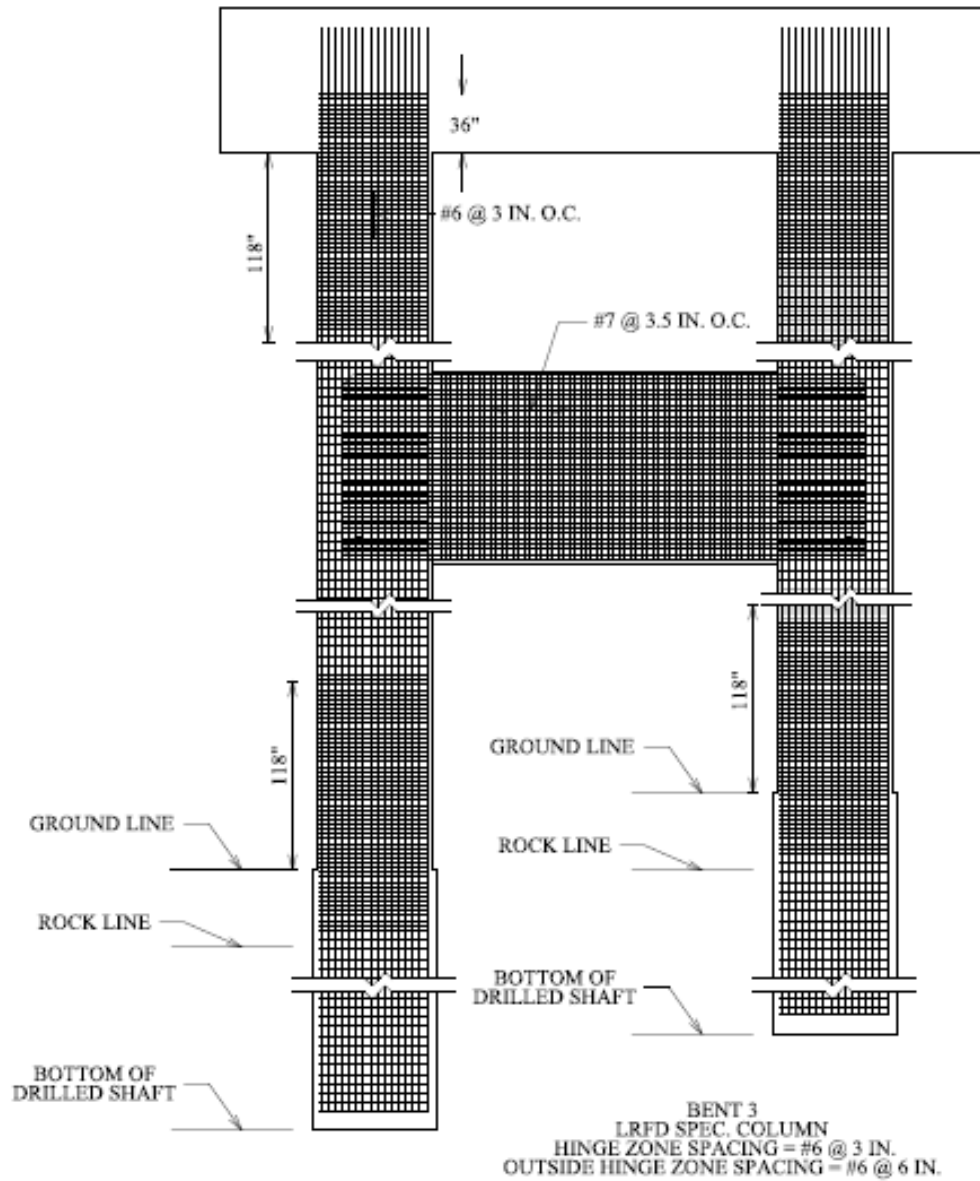 36"
#6 @ 3 IN. O.C.
118"
#7 @ 3.5 IN. O.C.
118"
118"
GROUND LINE
GROUND LINE
ROCK LINE
ROCK LINE
BOTTOM OF
DRILLED SHAFT
BOTTOM OF
DRILLED SHAFT
BENT 3
LRFD SPEC. COLUMN
HINGE ZONE SPACING = #6 @ 3 IN.
OUTSIDE HINGE ZONE SPACING = #6 @ 6 IN.